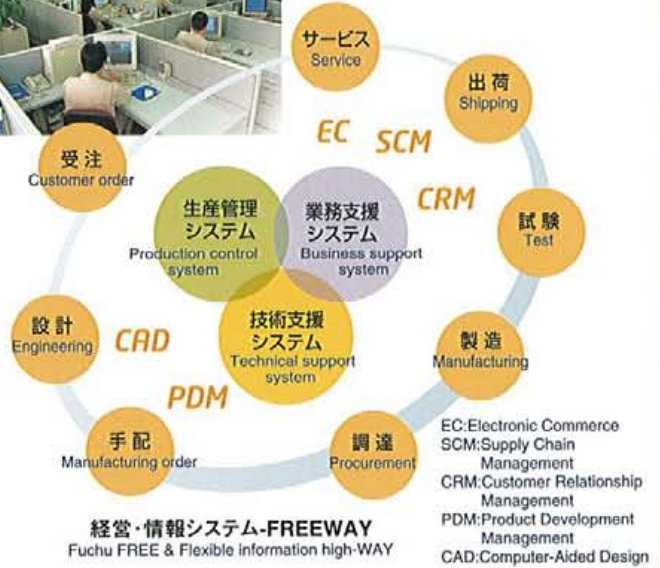 サービス
Service
出荷
Shipping
EC
SCM
受注
Customer order
CRM
生産管理
システム
Production control
system
業務支援
システム
Business support
system
試験
Test
設計
Engineering
CAD
技術支援
システム
Technical support
system
製造
Manufacturing
PDM
手配
Manufacturing order
調達
Procurement
EC:Electronic Commerce
SCM:Supply Chain
Management
CRM:Customer Relationship
Management
PDM:Product Development
Management
CAD:Computer-Aided Design
経営・情報システム-FREEWAY
Fuchu FREE & Flexible information high-WAY